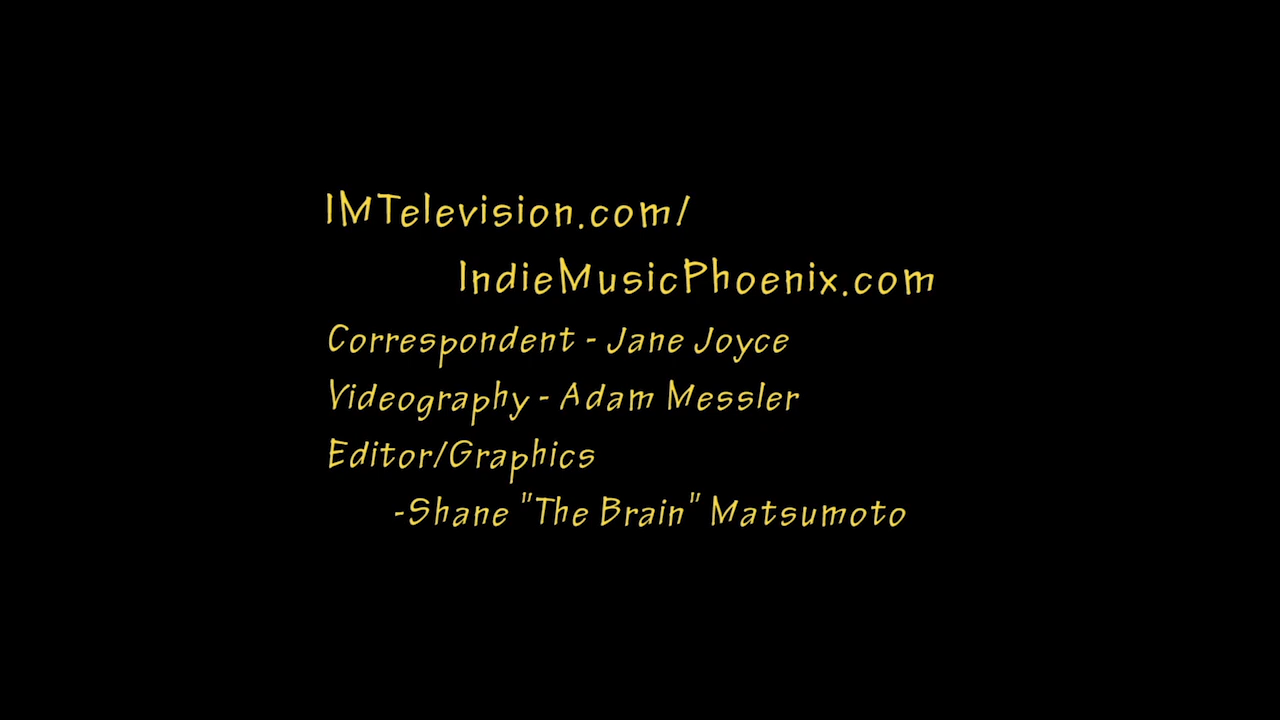 IMTelevision.com/
IndieMusicPhoenix.com
Correspondent - Jane Joyce
Videography - Adam Messler
Editor/Graphics
-Shane "The Brain" Matsumoto